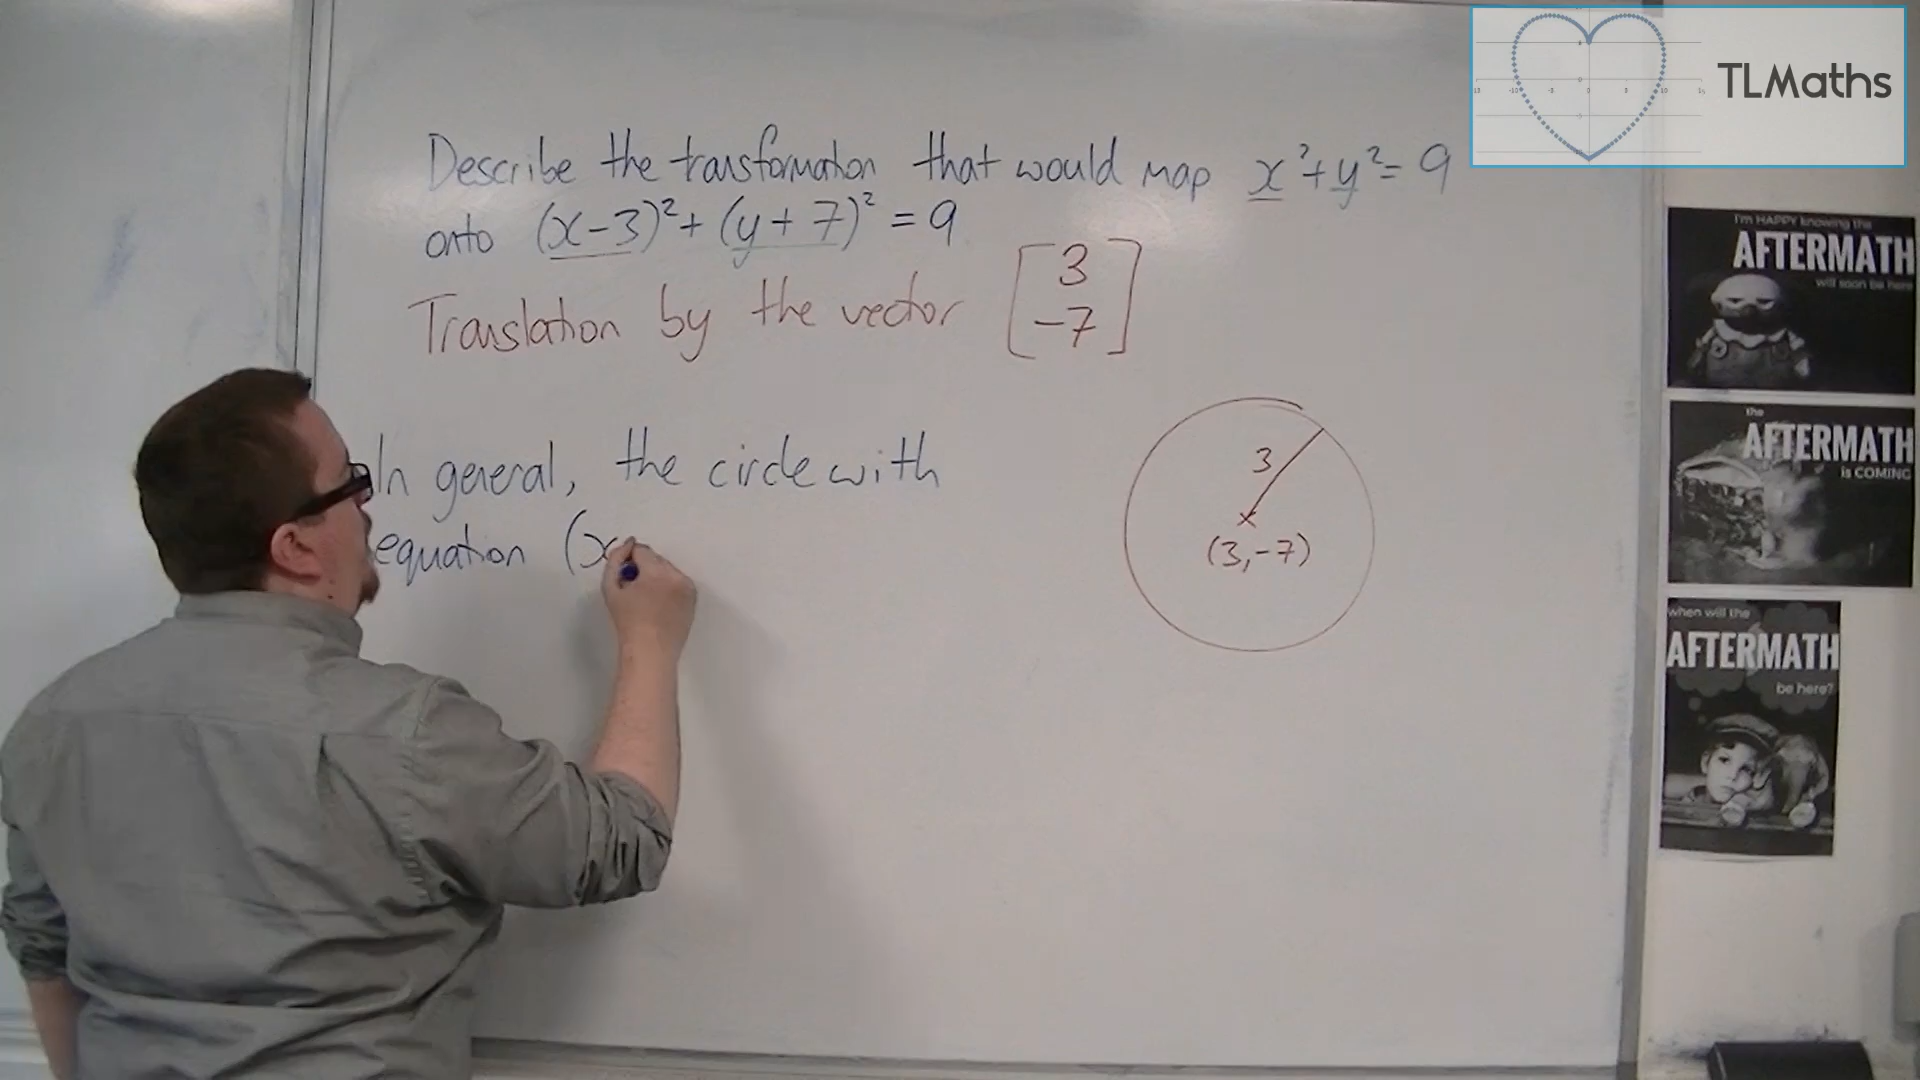 Describe the transformation that would map x²+y²=9
onto (x-3)²+(y+7)²=9
Translation by the vector [3 -7]
In general, the circle with
equation (x
3
(3,-7)
TLMaths
I'm HAPPY knowing the
AFTERMATH
will soon be here
the
AFTERMATH
is COMING
when will the
AFTERMATH
be here?